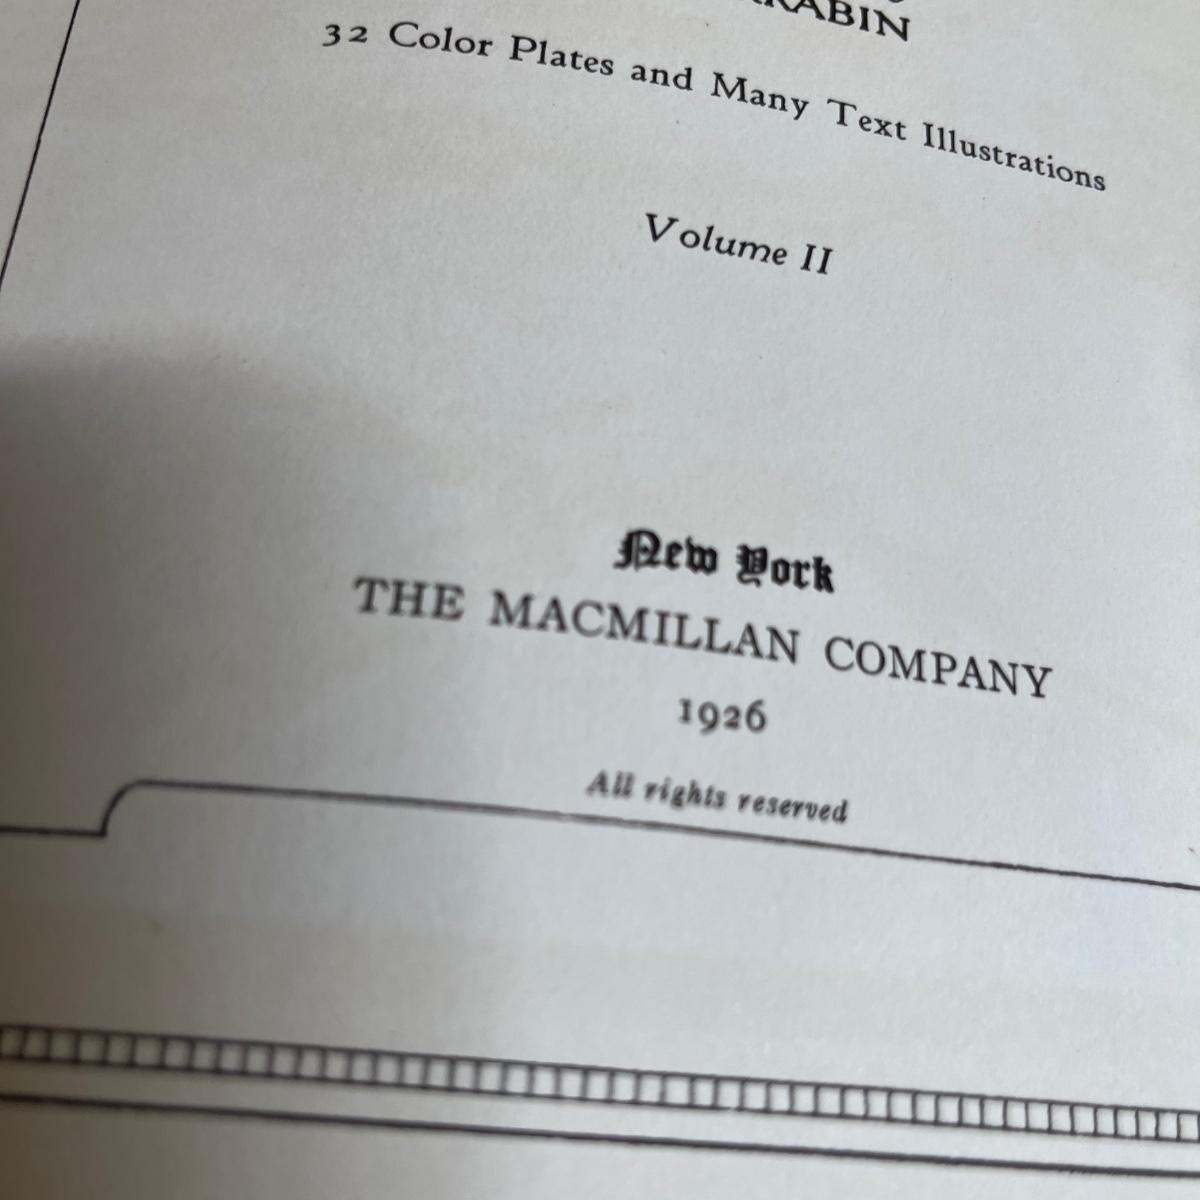 32 Color Plates and Many Text Illustrations
Volume II
New York
THE MACMILLAN COMPANY
1926
All rights reserved